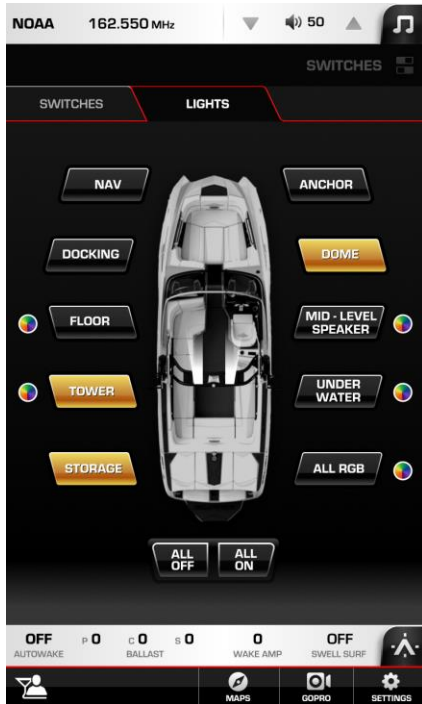 NOAA 162.550 MHz 50
SWITCHES
SWITCHES LIGHTS
NAV ANCHOR
DOCKING DOME
FLOOR MID - LEVEL
SPEAKER
TOWER UNDER
WATER
STORAGE ALL RGB
ALL
OFF
ALL
ON
OFF P 0 C 0 S 0 0 OFF
AUTOWAKE BALLAST WAKE AMP SWELL SURF
MAPS GOPRO SETTINGS